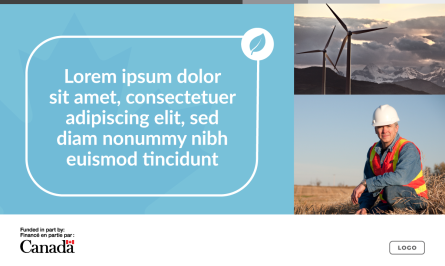 Lorem ipsum dolor
sit amet, consectetuer
adipiscing elit, sed
diam nonummy nibh
euismod tincidunt
Funded in part by:
Financé en partie par :
Canada
LOGO